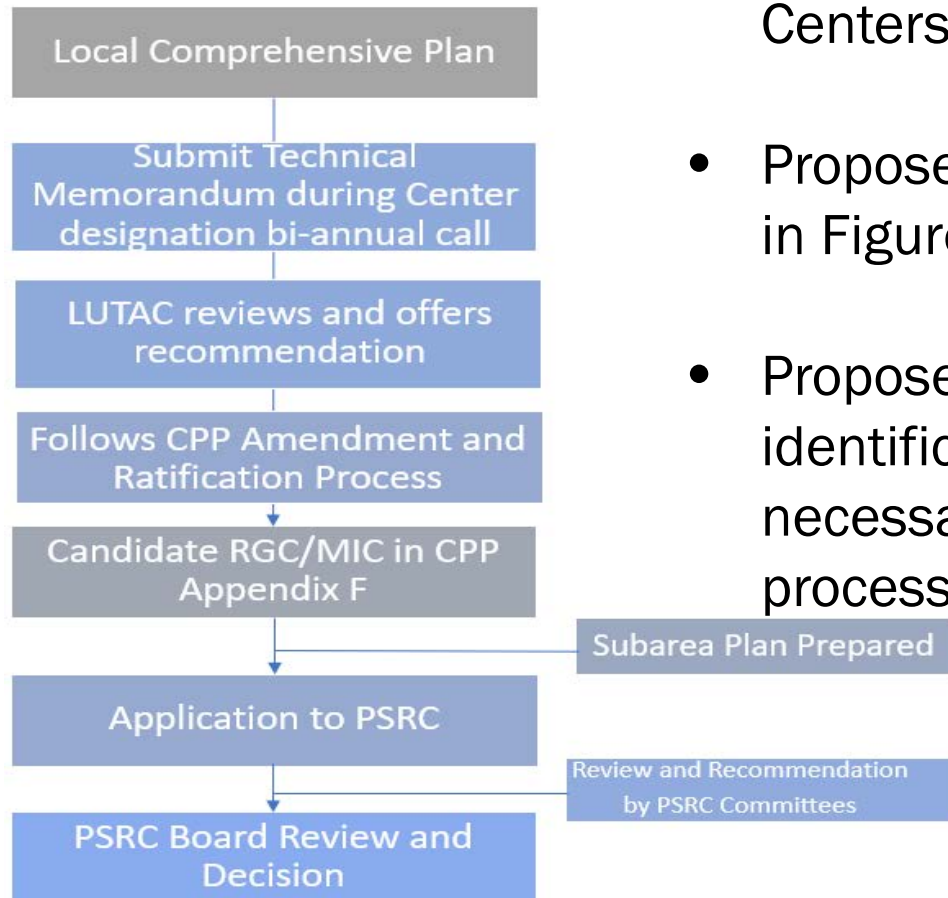 Local Comprehensive Plan
Submit Technical
Memorandum during Center
designation bi-annual call
LUTAC reviews and offers
recommendation
Follows CPP Amendment and
Ratification Process
Candidate RGC/MIC in CPP
Appendix F
Subarea Plan Prepared
Application to PSRC
Review and Recommendation
by PSRC Committees
PSRC Board Review and
Decision
Centers
• Propose
in Figur
• Propose
identific
necessa
process